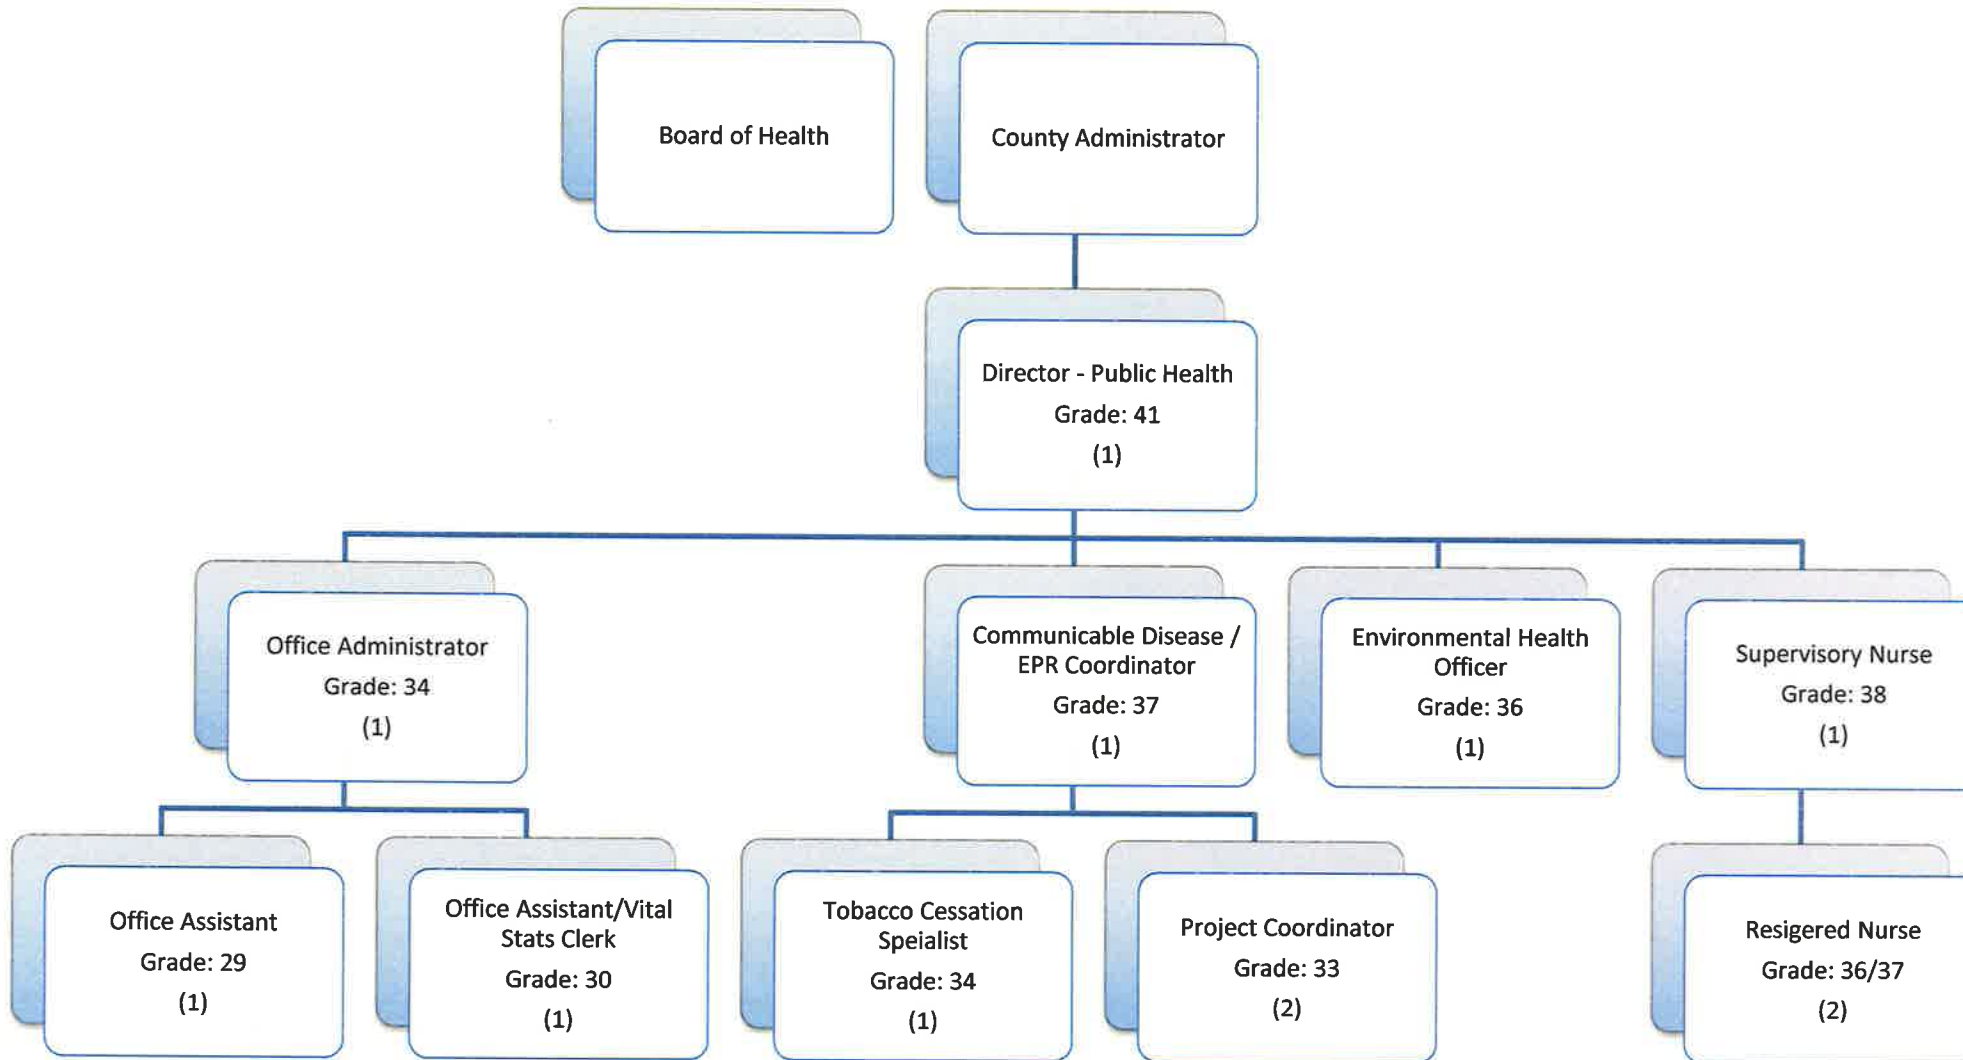 Board of Health
County Administrator
Director - Public Health
Grade: 41
(1)
Office Administrator
Grade: 34
(1)
Communicable Disease /
EPR Coordinator
Grade: 37
(1)
Environmental Health
Officer
Grade: 36
(1)
Supervisory Nurse
Grade: 38
(1)
Office Assistant
Grade: 29
(1)
Office Assistant/Vital
Stats Clerk
Grade: 30
(1)
Tobacco Cessation
Speialist
Grade: 34
(1)
Project Coordinator
Grade: 33
(2)
Resigered Nurse
Grade: 36/37
(2)